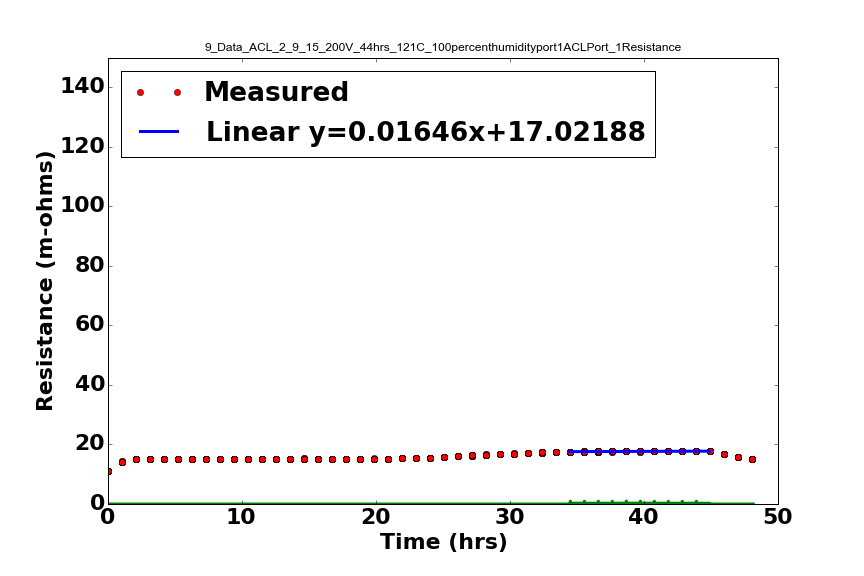 9_Data_ACL_2_9_15_200V_44hrs_121C_100percenthumidityport1ACLPort_1Resistance
Measured
Linear y=0.01646x+17.02188
Resistance (m-ohms)
140
120
100
80
60
40
20
0
0 10 20 30 40 50
Time (hrs)